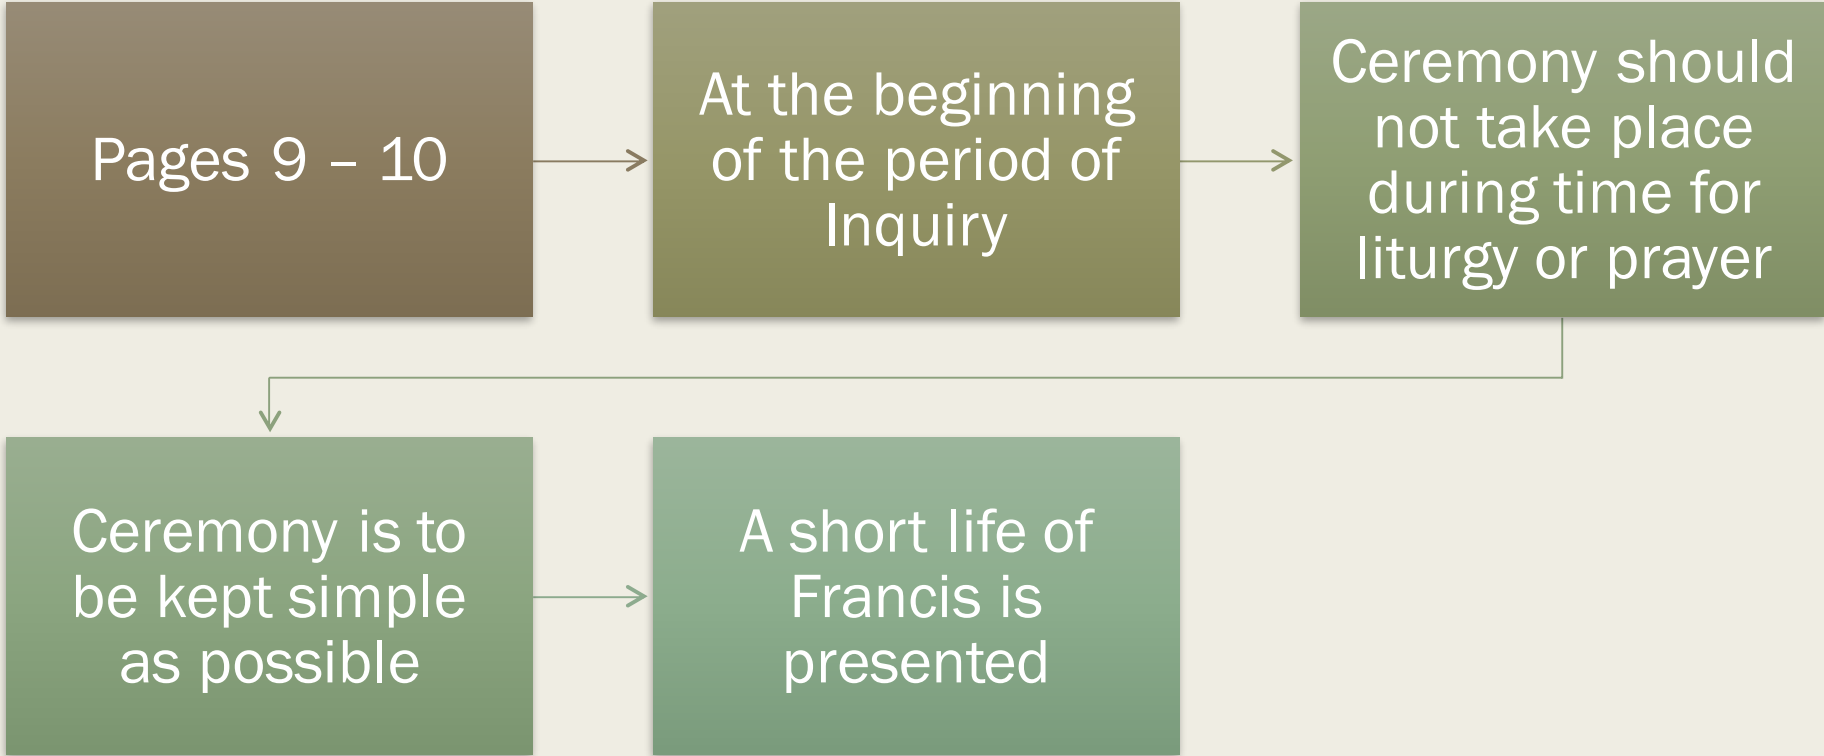 Pages 9 – 10
At the beginning
of the period of
Inquiry
Ceremony should
not take place
during time for
liturgy or prayer
Ceremony is to
be kept simple
as possible
A short life of
Francis is
presented